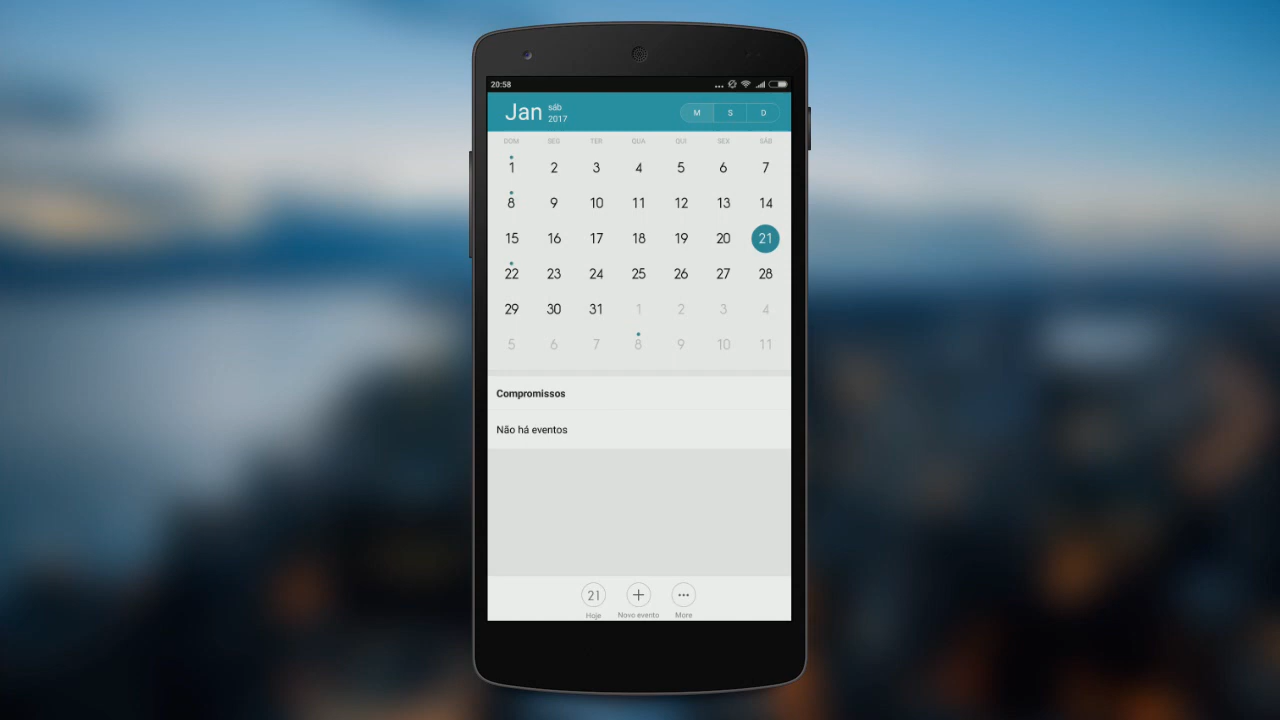 20:58
Jan sáb 2017
M S D
DOM SEG TER QUA QUI SEX SÁB
1 2 3 4 5 6 7
8 9 10 11 12 13 14
15 16 17 18 19 20 21
22 23 24 25 26 27 28
29 30 31 1 2 3 4
5 6 7 8 9 10 11
Compromissos
Não há eventos
21
Hoje Novo evento More